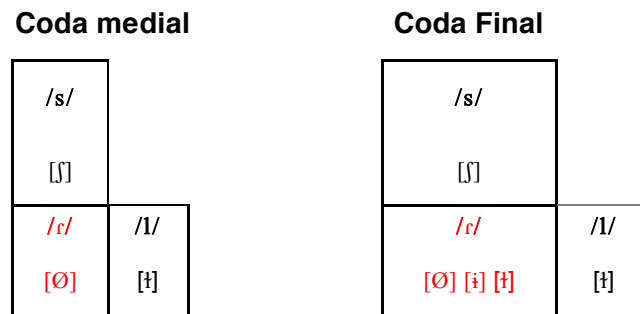 Coda medial
Coda Final
/s/
/s/
[ʃ]
[ʃ]
/ɾ/ /l/
/ɾ/ /l/
[Ø] [ɫ]
[Ø] [ɨ] [ɫ] [ɫ]